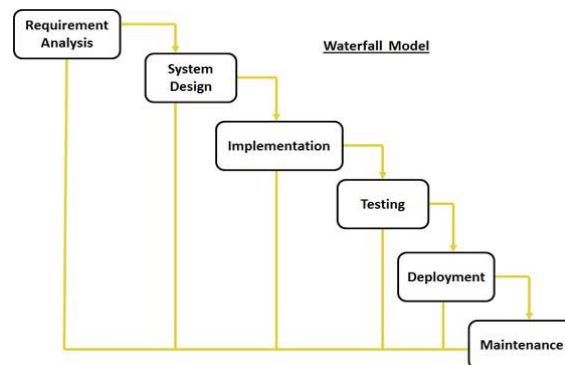 Requirement
Analysis
Waterfall Model
System
Design
Implementation
Testing
Deployment
Maintenance